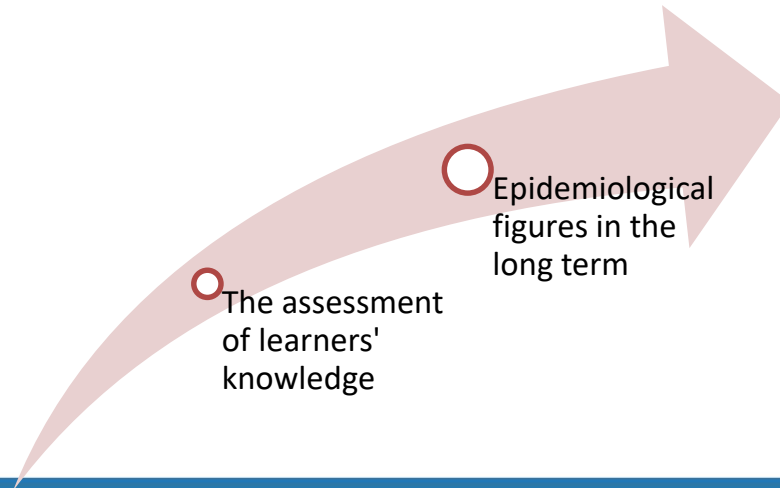 Epidemiological
figures in the
long term
The assessment
of learners'
knowledge